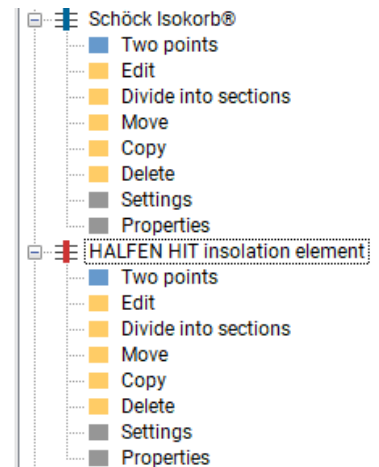 Schöck Isokorb®
Two points
Edit
Divide into sections
Move
Copy
Delete
Settings
Properties
HALFEN HIT insolation element
Two points
Edit
Divide into sections
Move
Copy
Delete
Settings
Properties